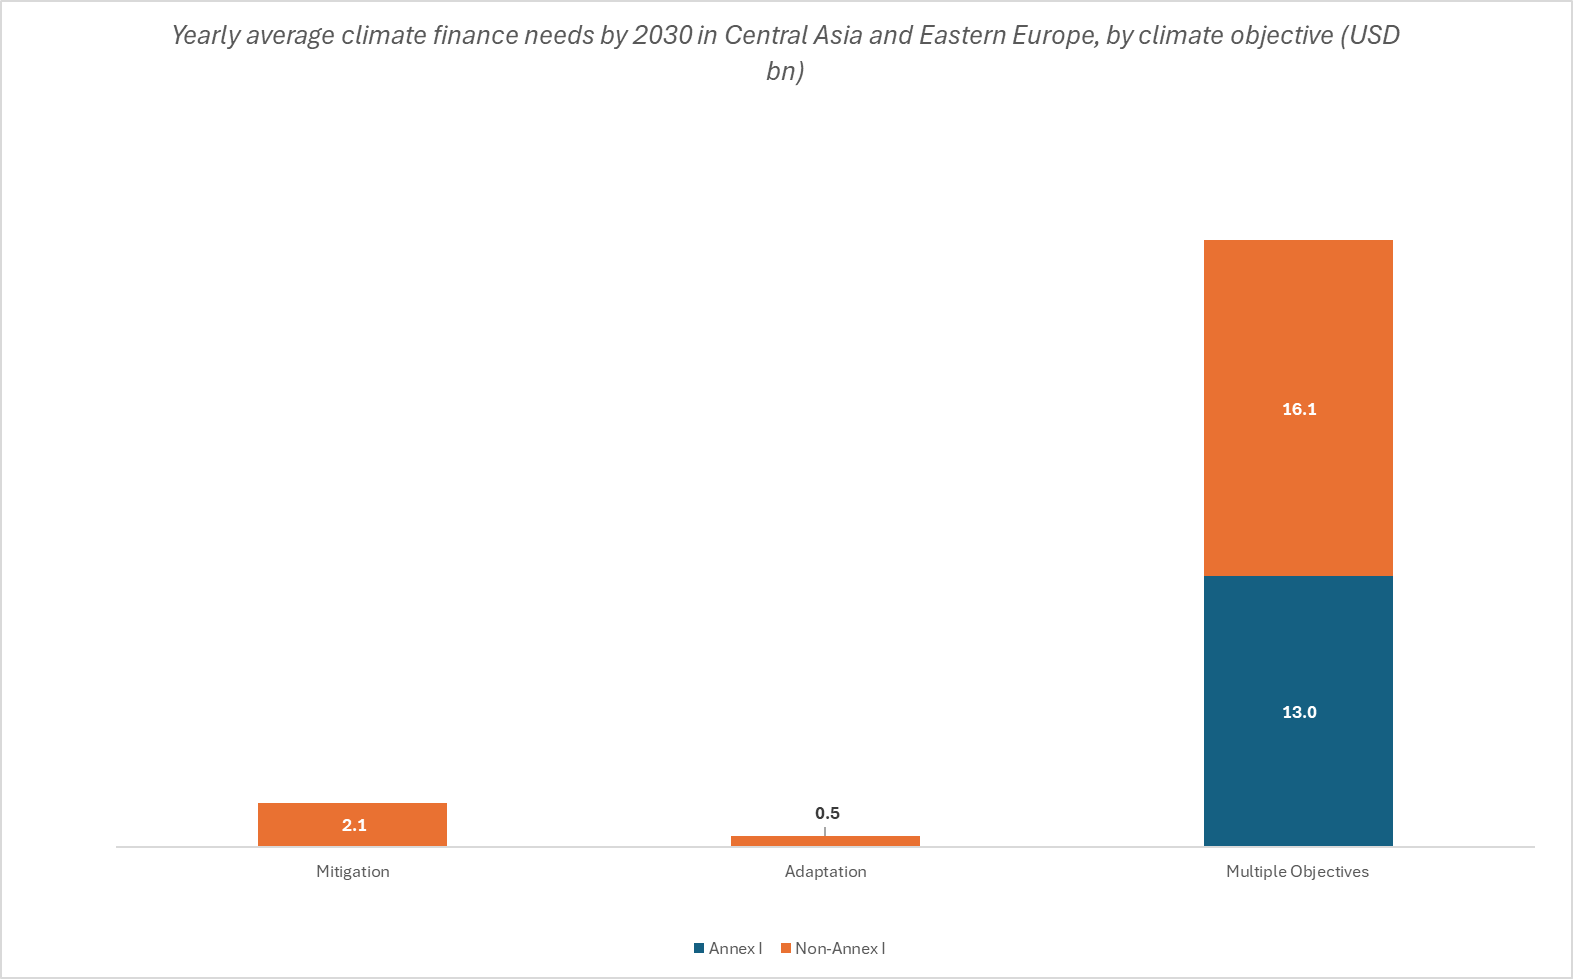 Yearly average climate finance needs by 2030 in Central Asia and Eastern Europe, by climate objective (USD
bn)
16.1
13.0
2.1
0.5
Mitigation
Adaptation
Multiple Objectives
Annex I
Non-Annex I